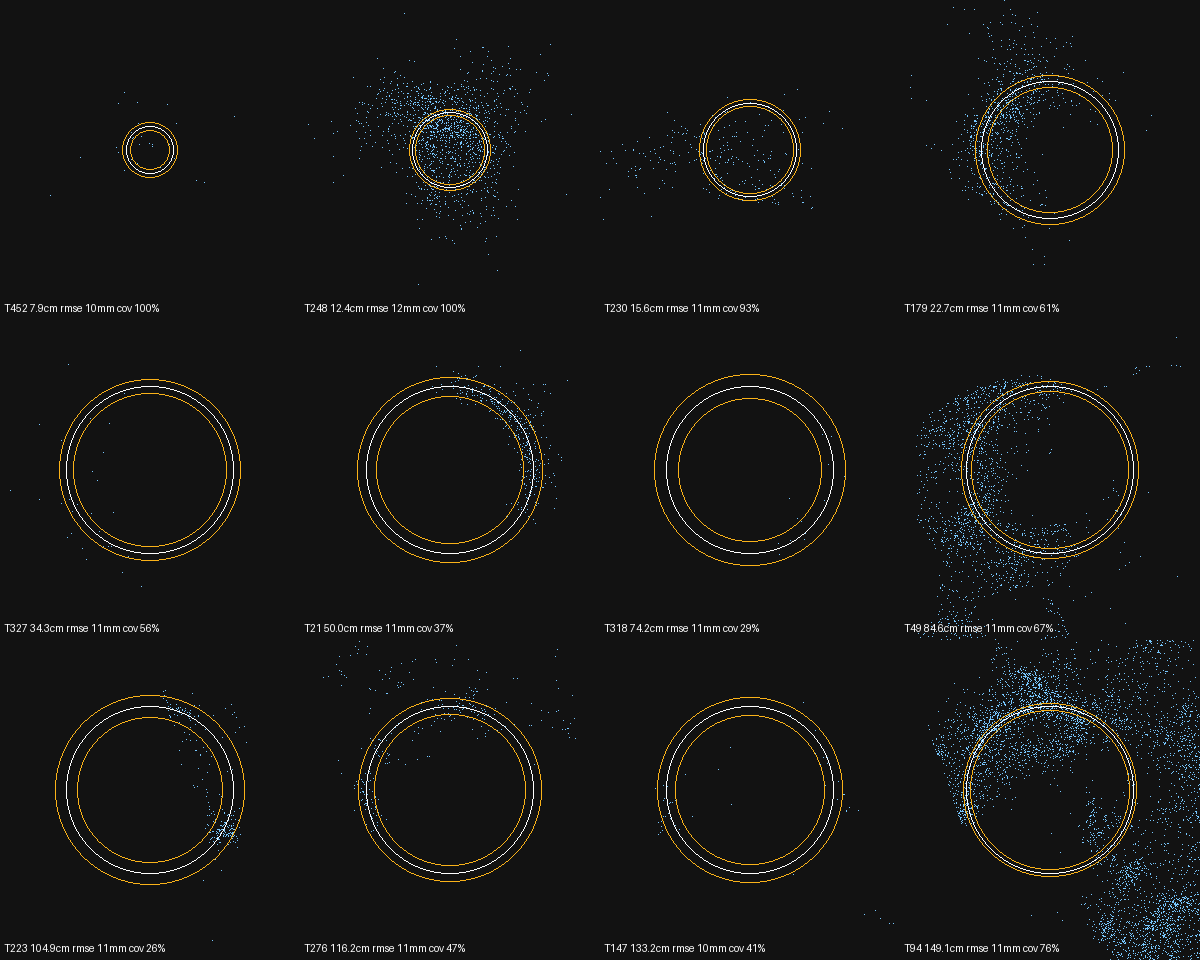 T452 7.9cm rmse 10mm cov 100%
T248 12.4cm rmse 12mm cov 100%
T230 15.6cm rmse 11mm cov 93%
T179 22.7cm rmse 11mm cov 61%
T327 34.3cm rmse 11mm cov 56%
T21 50.0cm rmse 11mm cov 37%
T318 74.2cm rmse 11mm cov 29%
T49 84.6cm rmse 11mm cov 67%
T223 104.9cm rmse 11mm cov 26%
T276 116.2cm rmse 11mm cov 47%
T147 133.2cm rmse 10mm cov 41%
T94 149.1cm rmse 11mm cov 76%